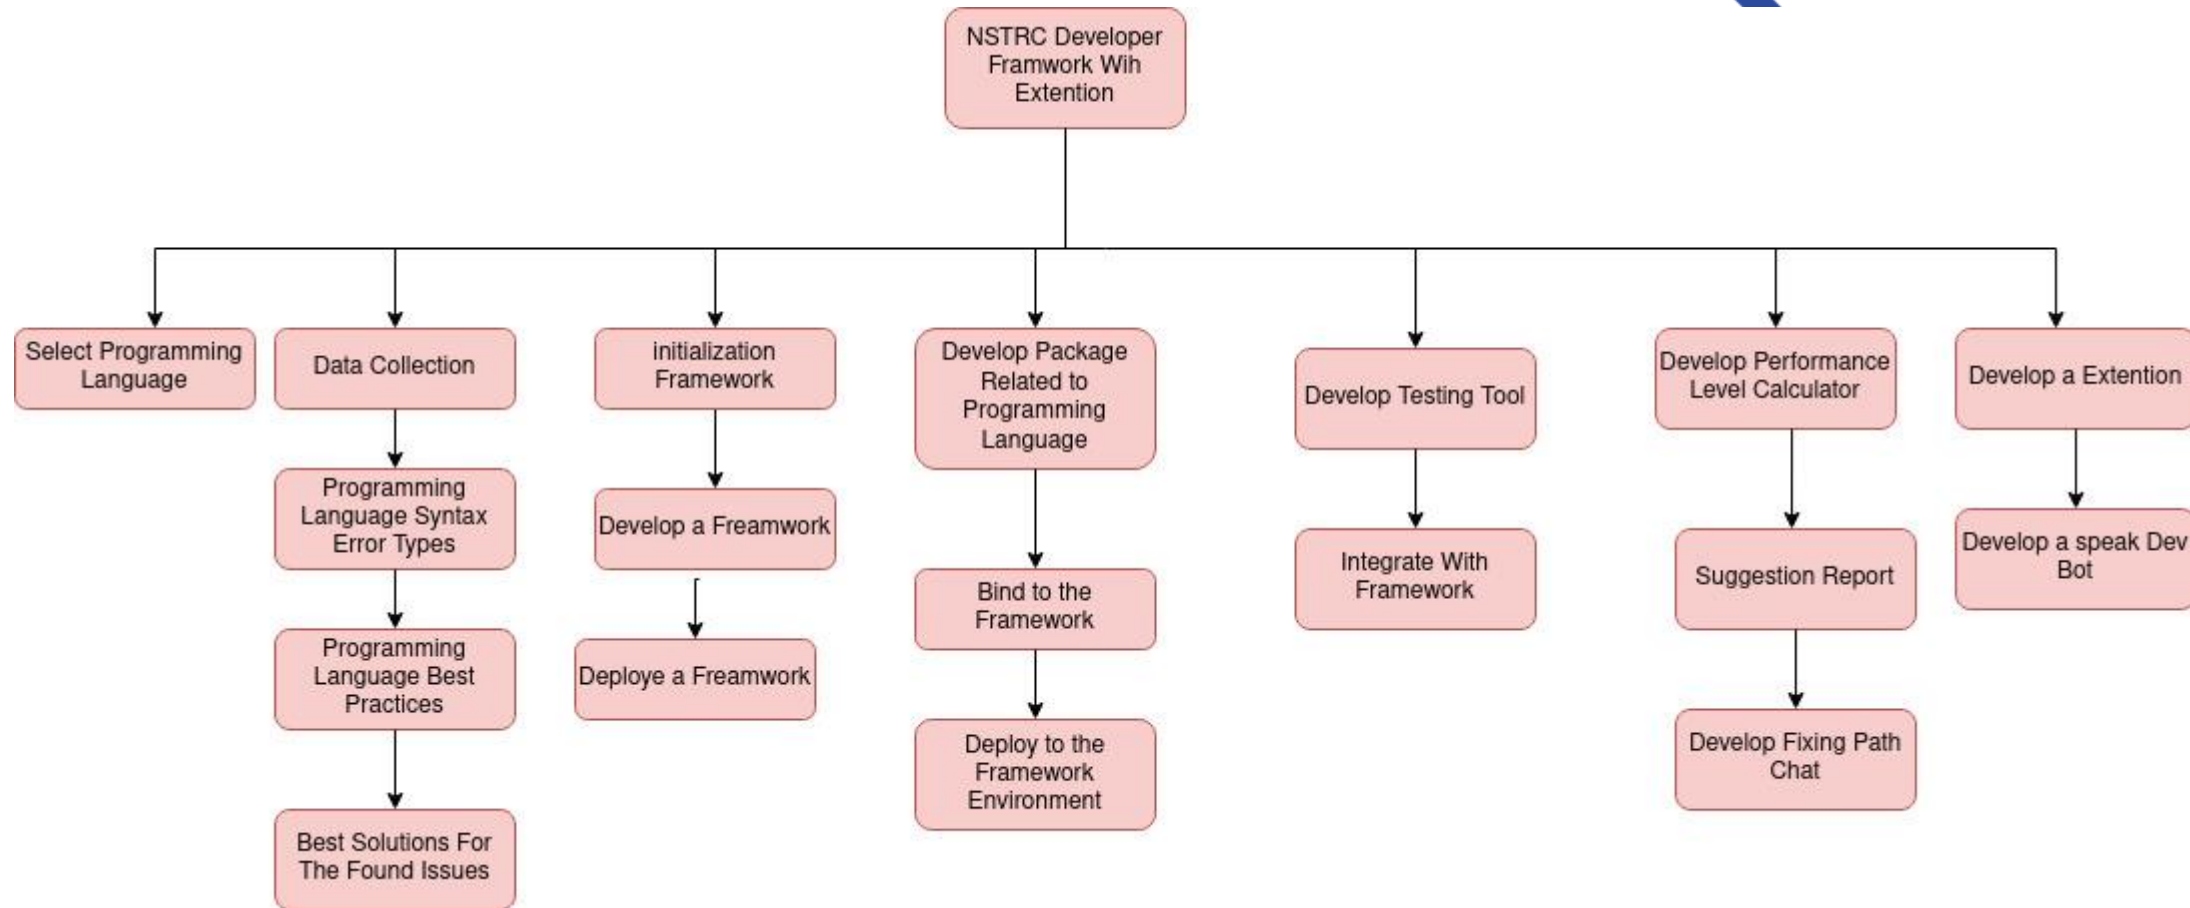 NSTRC Developer
Framwork Wih
Extention
Select Programming
Language
Data Collection
Programming
Language Syntax
Error Types
Programming
Language Best
Practices
Best Solutions For
The Found Issues
initialization
Framework
Develop a Freamwork
Deploye a Freamwork
Develop Package
Related to
Programming
Language
Bind to the
Framework
Deploy to the
Framework
Environment
Develop Testing Tool
Integrate With
Framework
Develop Performance
Level Calculator
Suggestion Report
Develop Fixing Path
Chat
Develop a Extention
Develop a speak Dev
Bot